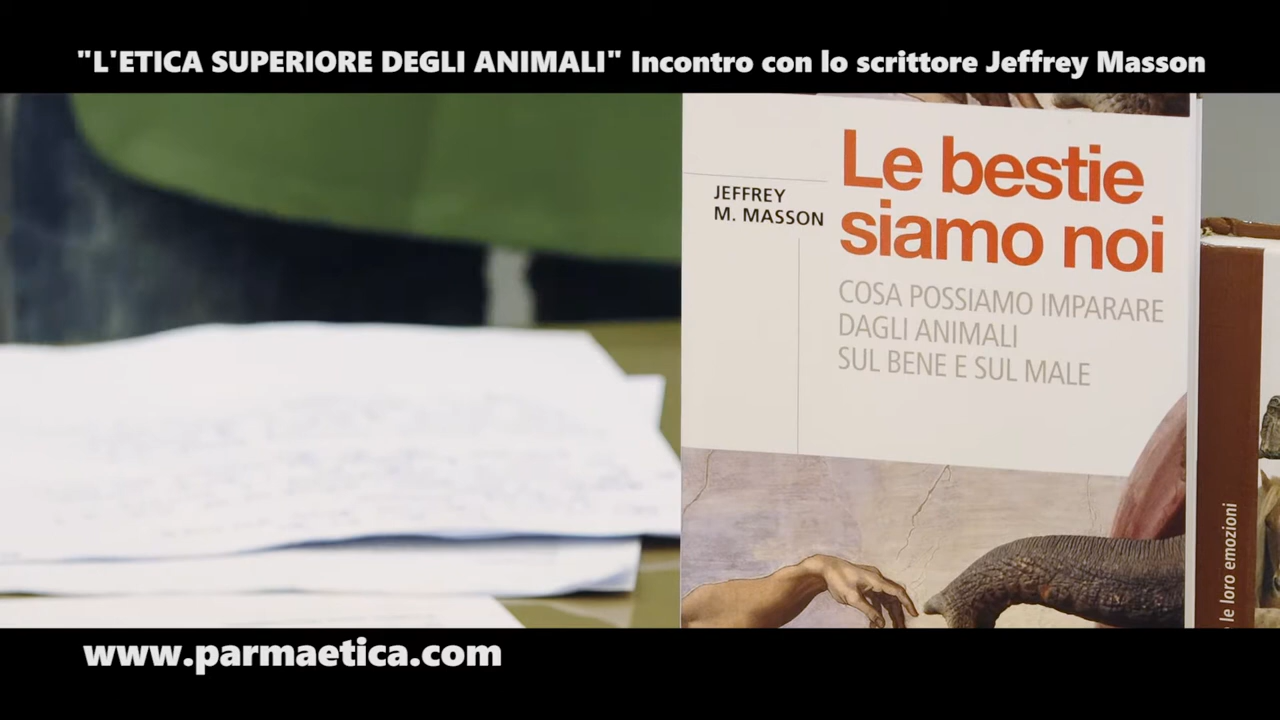 "L'ETICA SUPERIORE DEGLI ANIMALI" Incontro con lo scrittore Jeffrey Masson
JEFFREY
M. MASSON
Le bestie
siamo noi
COSA POSSIAMO IMPARARE
DAGLI ANIMALI
SUL BENE E SUL MALE
le loro emozioni
www.parmaetica.com